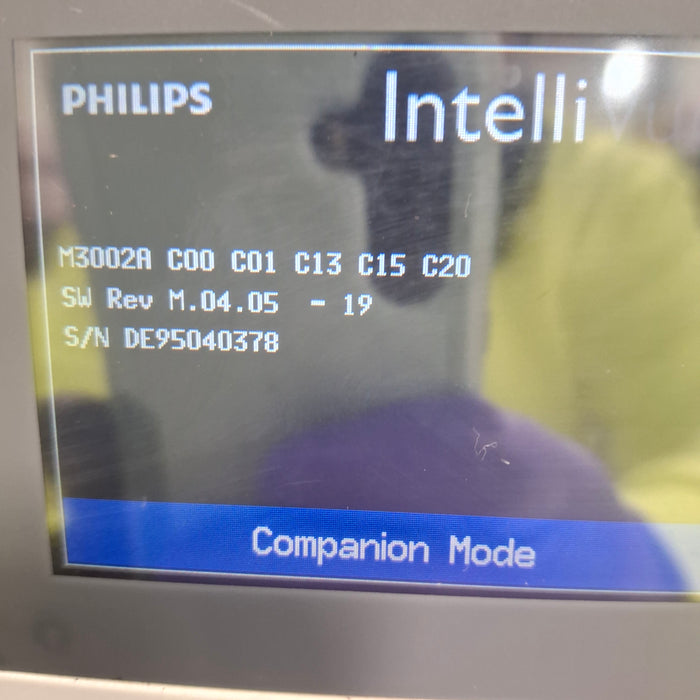 PHILIPS
Intelli
M3002A C00 C01 C13 C15 C20
SW Rev M.04.05 - 19
S/N DE95040378
Companion Mode